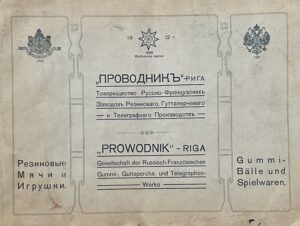 19 12 г.
„ПРОВОДНИКЪ“-РИГА
Товарищество Русско-Французскихъ
Заводовъ Резиноваго, Гуттаперчеваго
и Телеграфнаго Производствъ
„PROWODNIK“ - RIGA
Gesellschaft der Russisch-Französischen
Gummi-, Guttapercha- und Telegraphen-
Werke
Резиновые
Мячи и
Игрушки.
Gummi-
Bälle und
Spielwaren.